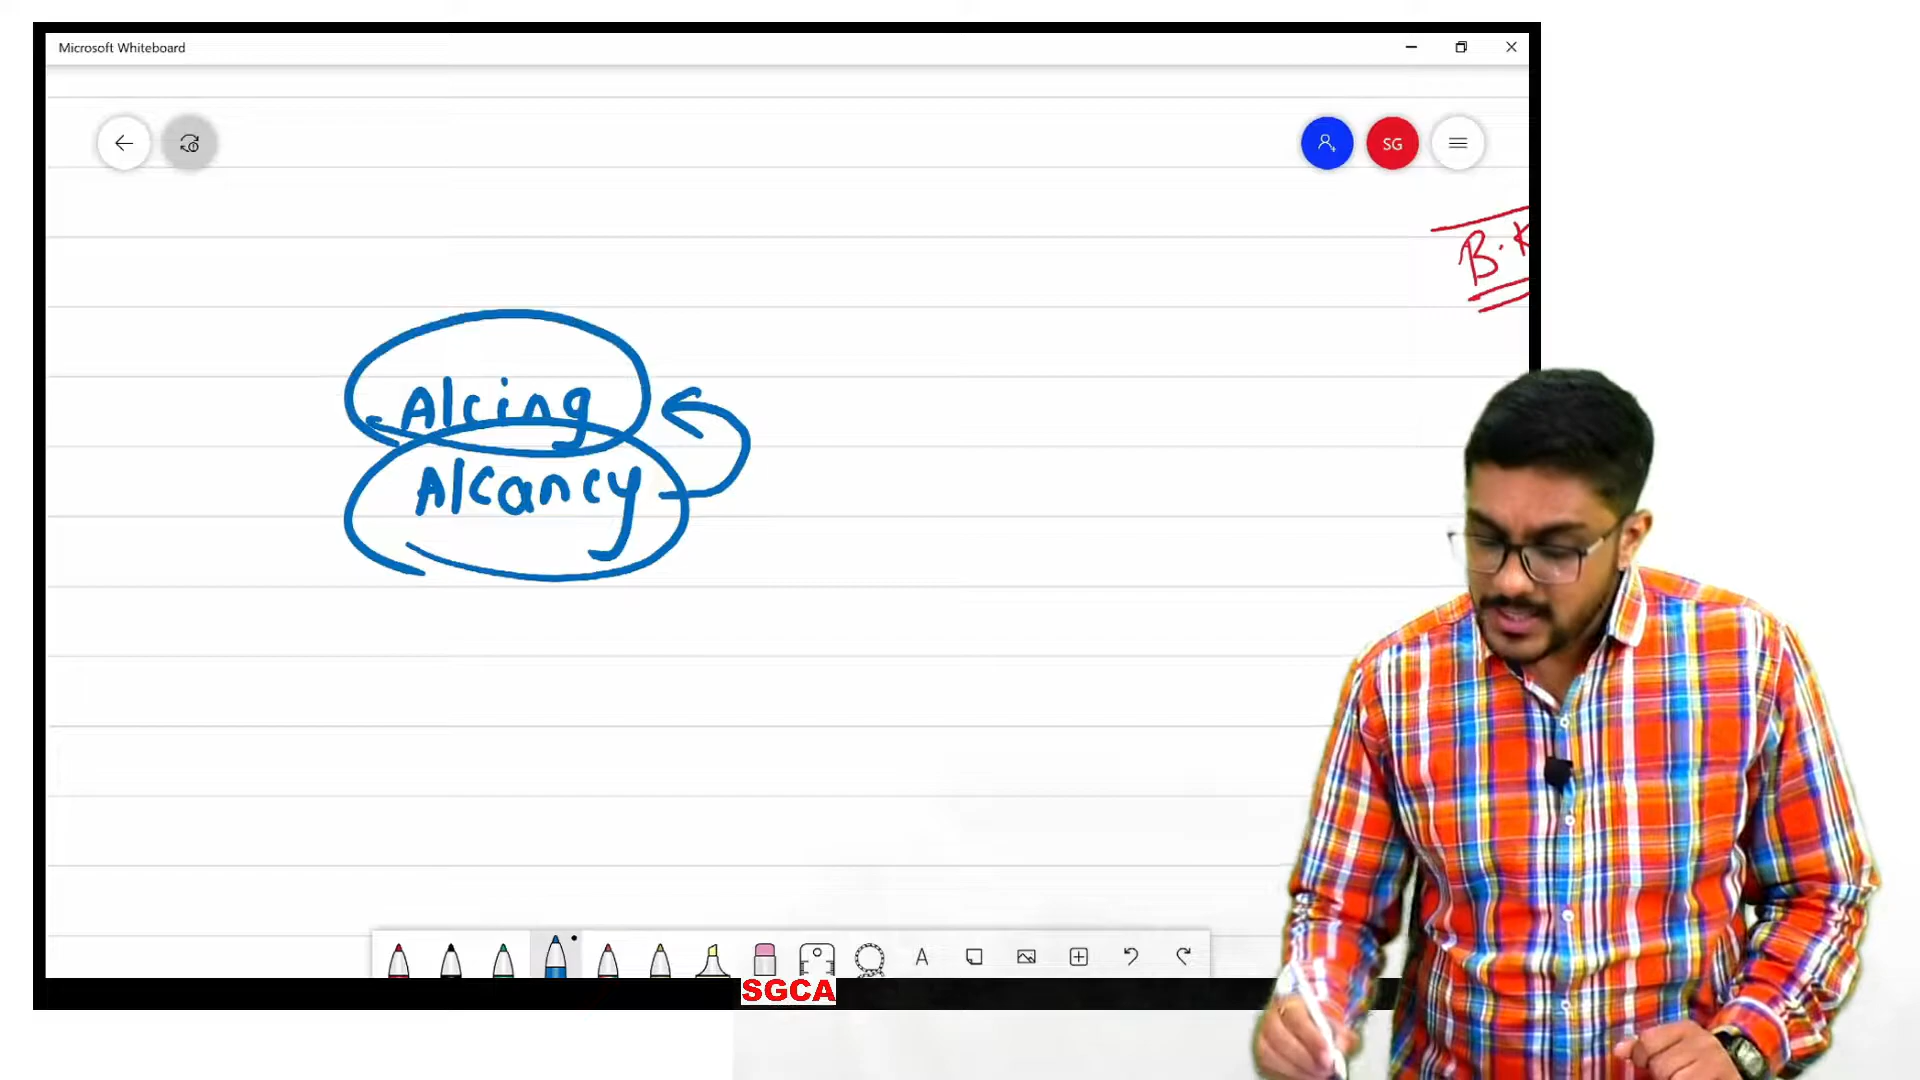 Microsoft Whiteboard
SG
B.K
Alcing
Alcancy
A
SGCA